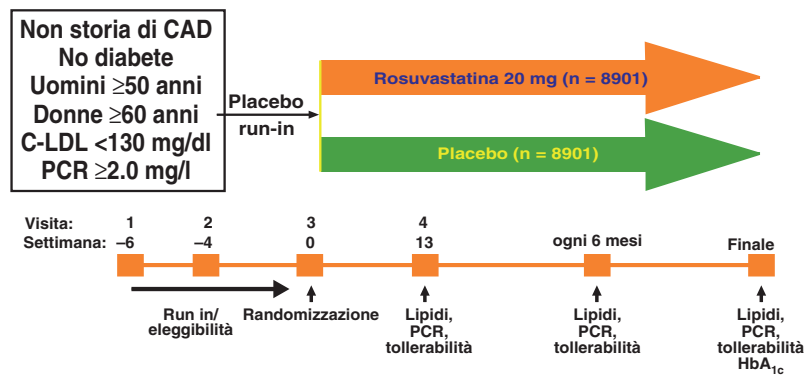 Non storia di CAD
No diabete
Uomini ≥50 anni
Donne ≥60 anni
C-LDL <130 mg/dl
PCR ≥2.0 mg/l
Placebo
run-in
Rosuvastatina 20 mg (n = 8901)
Placebo (n = 8901)
Visita: 1 2 3 4
Settimana: –6 –4 0 13 ogni 6 mesi Finale
Run in/
eleggibilità
Randomizzazione
Lipidi,
PCR,
tollerabilità
Lipidi,
PCR,
tollerabilità
Lipidi,
PCR,
tollerabilità
HbA1c